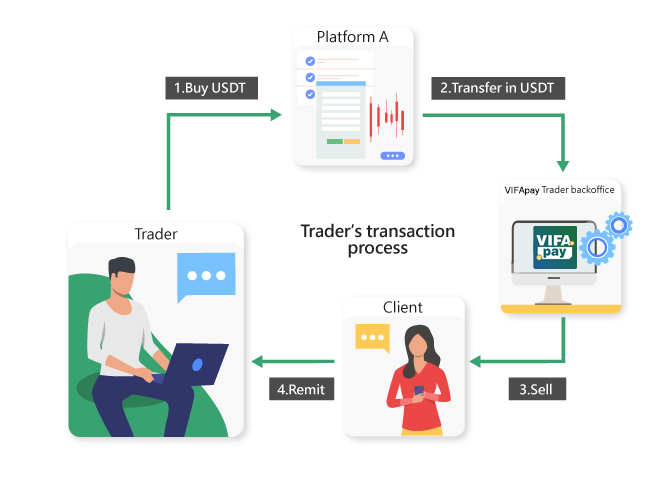 Platform A
1.Buy USDT
2.Transfer in USDT
VIFApay Trader backoffice
VIFA
pay
Trader
Trader's transaction
process
Client
4.Remit
3.Sell